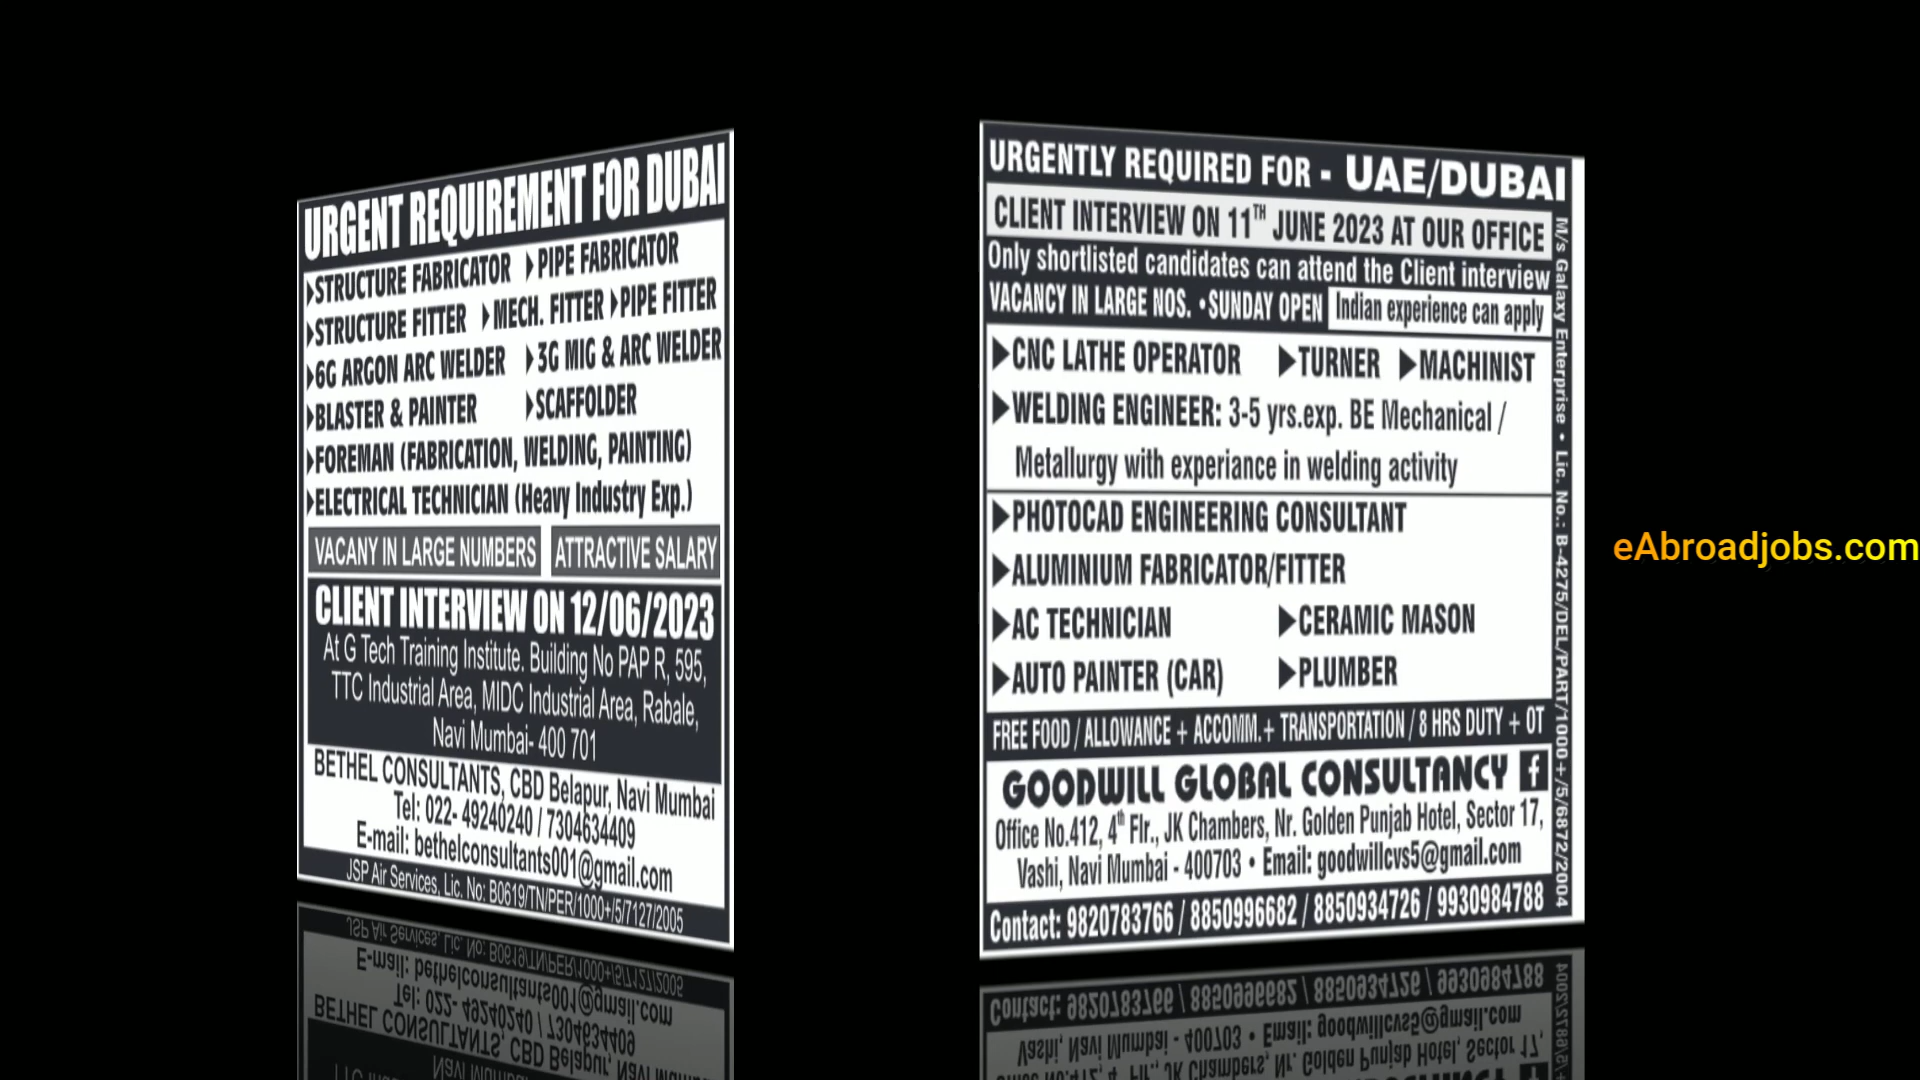 URGENT REQUIREMENT FOR DUBAI
STRUCTURE FABRICATOR PIPE FABRICATOR
STRUCTURE FITTER MECH. FITTER PIPE FITTER
6G ARGON ARC WELDER 3G MIG & ARC WELDER
BLASTER & PAINTER SCAFFOLDER
FOREMAN (FABRICATION, WELDING, PAINTING)
ELECTRICAL TECHNICIAN (Heavy Industry Exp.)
VACANY IN LARGE NUMBERS ATTRACTIVE SALARY
CLIENT INTERVIEW ON 12/06/2023
At G Tech Training Institute. Building No PAP R, 595,
TTC Industrial Area, MIDC Industrial Area, Rabale,
Navi Mumbai- 400 701
BETHEL CONSULTANTS, CBD Belapur, Navi Mumbai
Tel: 022- 49240240 / 7304634409
E-mail: bethelconsultants001@gmail.com
JSP Air Services. Lic. No: B0619/TN/PER/1000+/5/7127/2005
URGENTLY REQUIRED FOR - UAE/DUBAI
CLIENT INTERVIEW ON 11TH JUNE 2023 AT OUR OFFICE
Only shortlisted candidates can attend the Client interview
VACANCY IN LARGE NOS. • SUNDAY OPEN Indian experience can apply
CNC LATHE OPERATOR TURNER MACHINIST
WELDING ENGINEER: 3-5 yrs.exp. BE Mechanical /
Metallurgy with experiance in welding activity
PHOTOCAD ENGINEERING CONSULTANT
ALUMINIUM FABRICATOR/FITTER
AC TECHNICIAN CERAMIC MASON
AUTO PAINTER (CAR) PLUMBER
FREE FOOD / ALLOWANCE + ACCOMM.+ TRANSPORTATION / 8 HRS DUTY + OT
GOODWILL GLOBAL CONSULTANCY f
Office No.412, 4th Flr., JK Chambers, Nr. Golden Punjab Hotel, Sector 17,
Vashi, Navi Mumbai - 400703 • Email: goodwillcvs5@gmail.com
Contact: 9820783766 / 8850996682 / 8850934726 / 9930984788
M/s Galaxy Enterprise • Lic. No.: B-4275/DEL/PART/1000+/5/6872/2004
eAbroadjobs.com